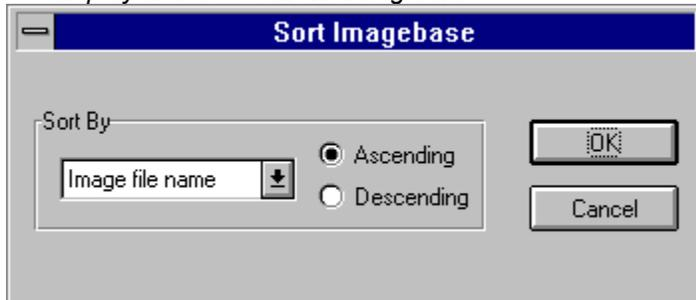 Sort Imagebase
Sort By
Image file name
Ascending
Descending
OK
Cancel